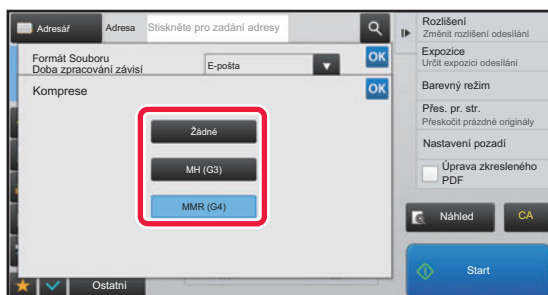 Adresář
Adresa
Stiskněte pro zadání adresy
Formát Souboru
Doba zpracování závisí
E-pošta
OK
Komprese
OK
Žádné
MH (G3)
MMR (G4)
Ostatní
Rozlišení
Změnit rozlišení odesílání
Expozice
Určit expozici odesílání
Barevný režim
Přes. pr. str.
Přeskočit prázdné originály
Nastavení pozadí
Úprava zkresleného
PDF
Náhled
CA
Start